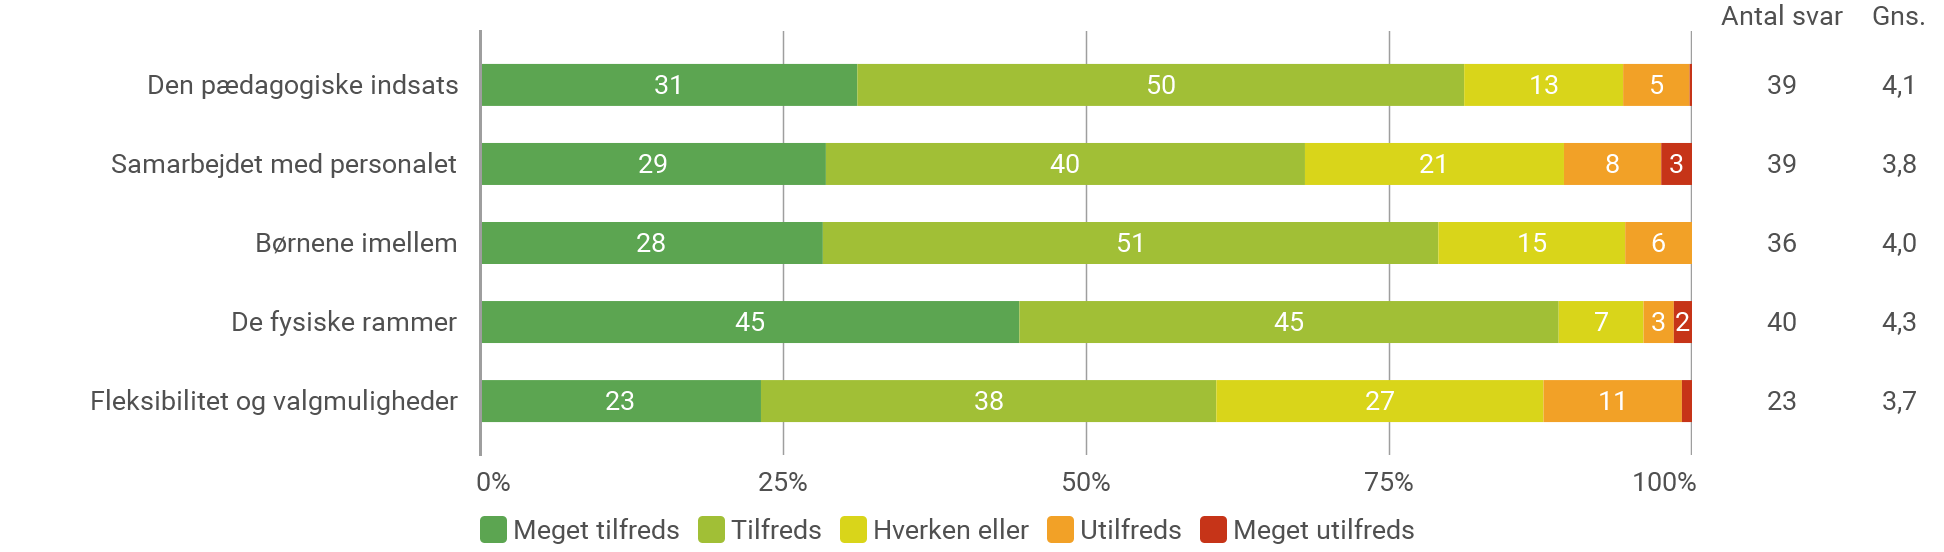 Antal svar Gns.
Den pædagogiske indsats 31 50 13 5 39 4,1
Samarbejdet med personalet 29 40 21 8 3 39 3,8
Børnene imellem 28 51 15 6 36 4,0
De fysiske rammer 45 45 7 3 2 40 4,3
Fleksibilitet og valgmuligheder 23 38 27 11 23 3,7
0% 25% 50% 75% 100%
Meget tilfreds Tilfreds Hverken eller Utilfreds Meget utilfreds